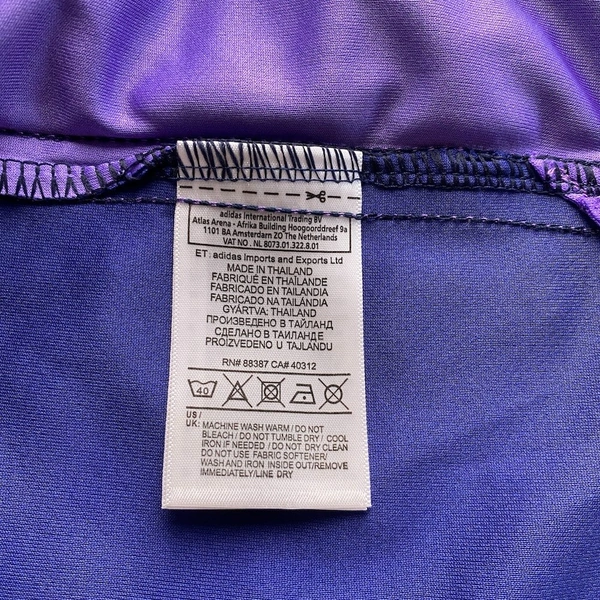 adidas International Trading BV
Atlas Arena - Afrika Building Hoogoorddreef 9a
1101 BA Amsterdam ZO The Netherlands
VAT NO . NL 8073.01.322.8.01
ET: adidas Imports and Exports Ltd
MADE IN THAILAND
FABRIQUÉ EN THAÏLANDE
FABRICADO EN TAILANDIA
FABRICADO NA TAILÂNDIA
GYÁRTVA: THAILAND
ПРОИЗВЕДЕНО В ТАЙЛАНД
СДЕЛАНО В ТАИЛАНДЕ
PROIZVEDENO U TAJLANDU
RN# 88387 CA# 40312
40
US /
UK: MACHINE WASH WARM / DO NOT
BLEACH / DO NOT TUMBLE DRY / COOL
IRON IF NEEDED / DO NOT DRY CLEAN
DO NOT USE FABRIC SOFTENER/
WASH AND IRON INSIDE OUT/REMOVE
IMMEDIATELY/LINE DRY